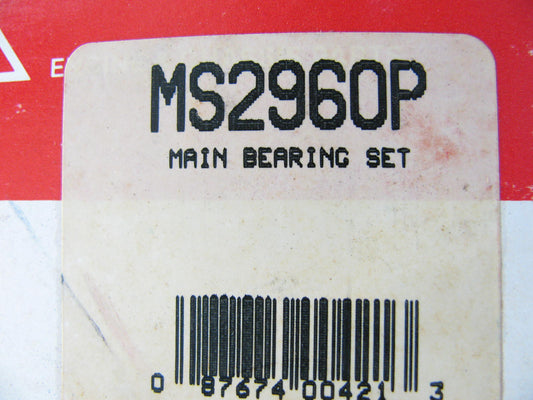 E
MS2960P
MAIN BEARING SET
0 87674 00421 3